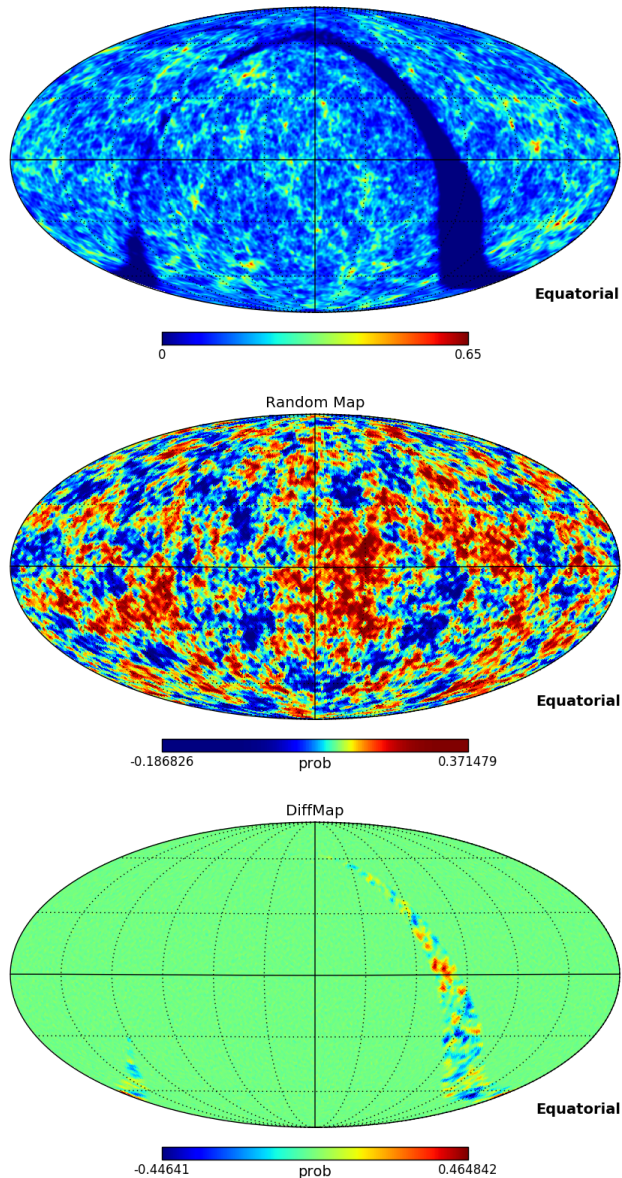 Equatorial
0 0.65
Random Map
Equatorial
-0.186826 prob 0.371479
DiffMap
Equatorial
-0.44641 prob 0.464842